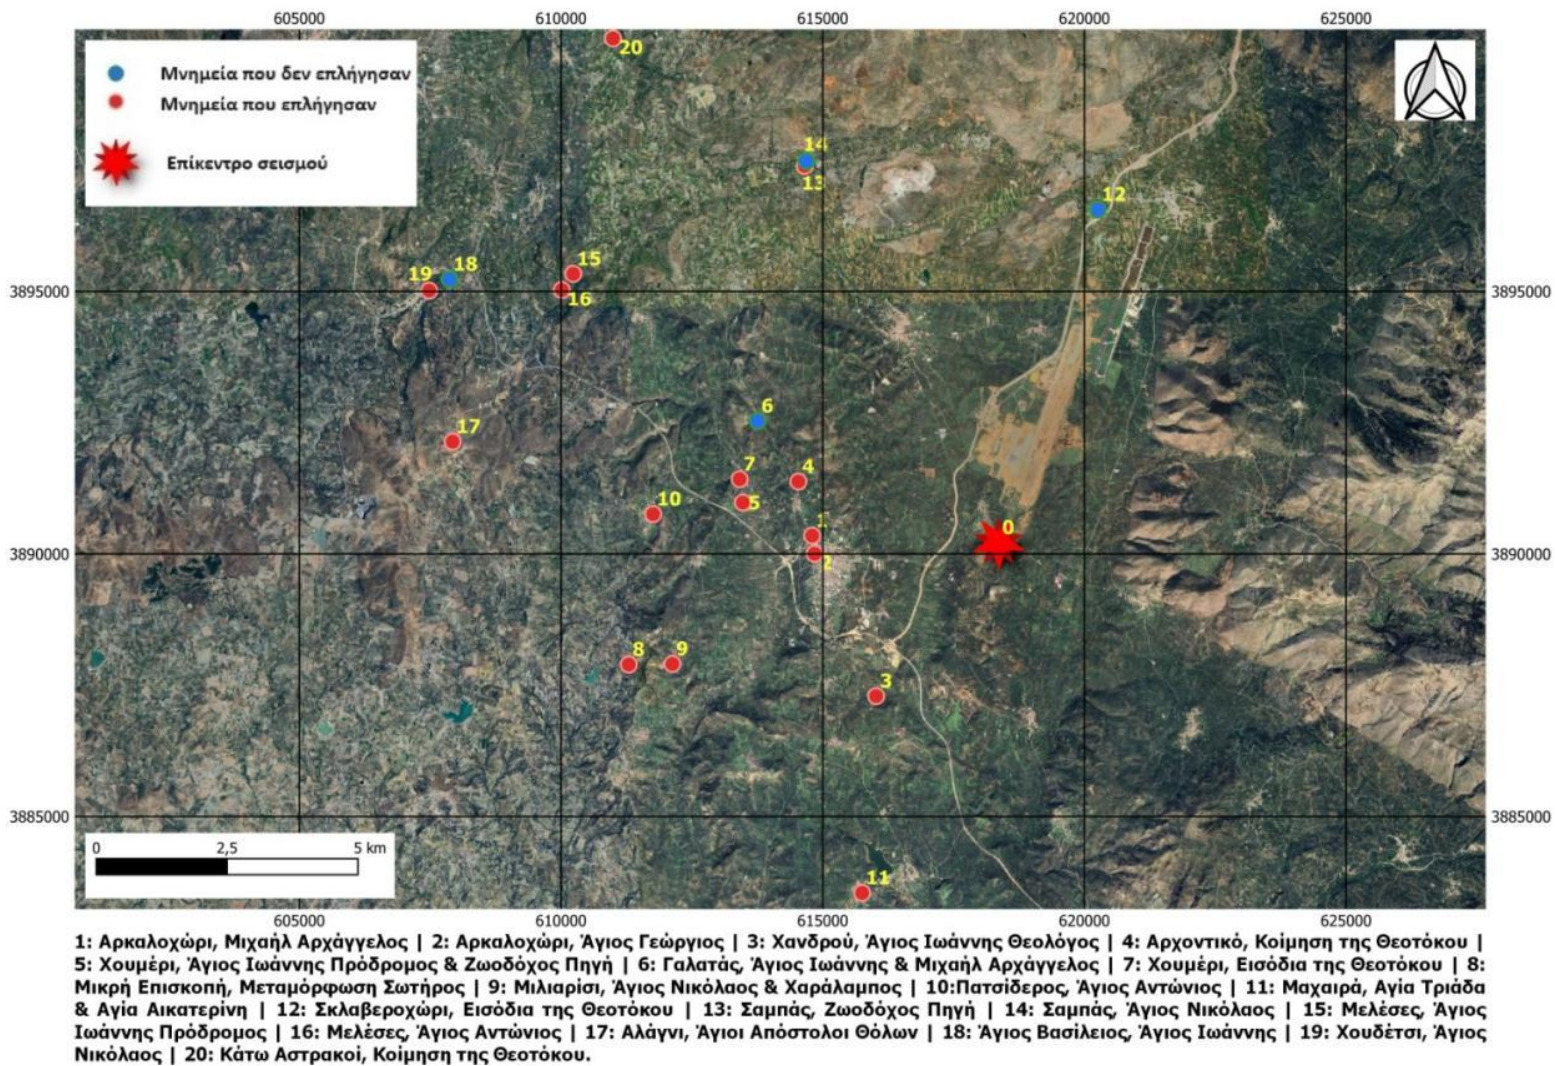 605000 610000 615000 620000 625000
Μνημεία που δεν επλήγησαν
Μνημεία που επλήγησαν
Επίκεντρο σεισμού
20
14
13
12
15
18
19
16
3895000 3895000
6
17
7 4
10 5
1
0
3890000 3890000
2
8 9
3
3885000 3885000
0 2,5 5 km
11
605000 610000 615000 620000 625000
1: Αρκαλοχώρι, Μιχαήλ Αρχάγγελος | 2: Αρκαλοχώρι, Άγιος Γεώργιος | 3: Χανδρού, Άγιος Ιωάννης Θεολόγος | 4: Αρχοντικό, Κοίμηση της Θεοτόκου |
5: Χουμέρι, Άγιος Ιωάννης Πρόδρομος & Ζωοδόχος Πηγή | 6: Γαλατάς, Άγιος Ιωάννης & Μιχαήλ Αρχάγγελος | 7: Χουμέρι, Εισόδια της Θεοτόκου | 8:
Μικρή Επισκοπή, Μεταμόρφωση Σωτήρος | 9: Μιλιαρίσι, Άγιος Νικόλαος & Χαράλαμπος | 10:Πατσίδερος, Άγιος Αντώνιος | 11: Μαχαιρά, Αγία Τριάδα
& Αγία Αικατερίνη | 12: Σκλαβεροχώρι, Εισόδια της Θεοτόκου | 13: Σαμπάς, Ζωοδόχος Πηγή | 14: Σαμπάς, Άγιος Νικόλαος | 15: Μελέσες, Άγιος
Ιωάννης Πρόδρομος | 16: Μελέσες, Άγιος Αντώνιος | 17: Αλάγνι, Άγιοι Απόστολοι Θόλων | 18: Άγιος Βασίλειος, Άγιος Ιωάννης | 19: Χουδέτσι, Άγιος
Νικόλαος | 20: Κάτω Αστρακοί, Κοίμηση της Θεοτόκου.